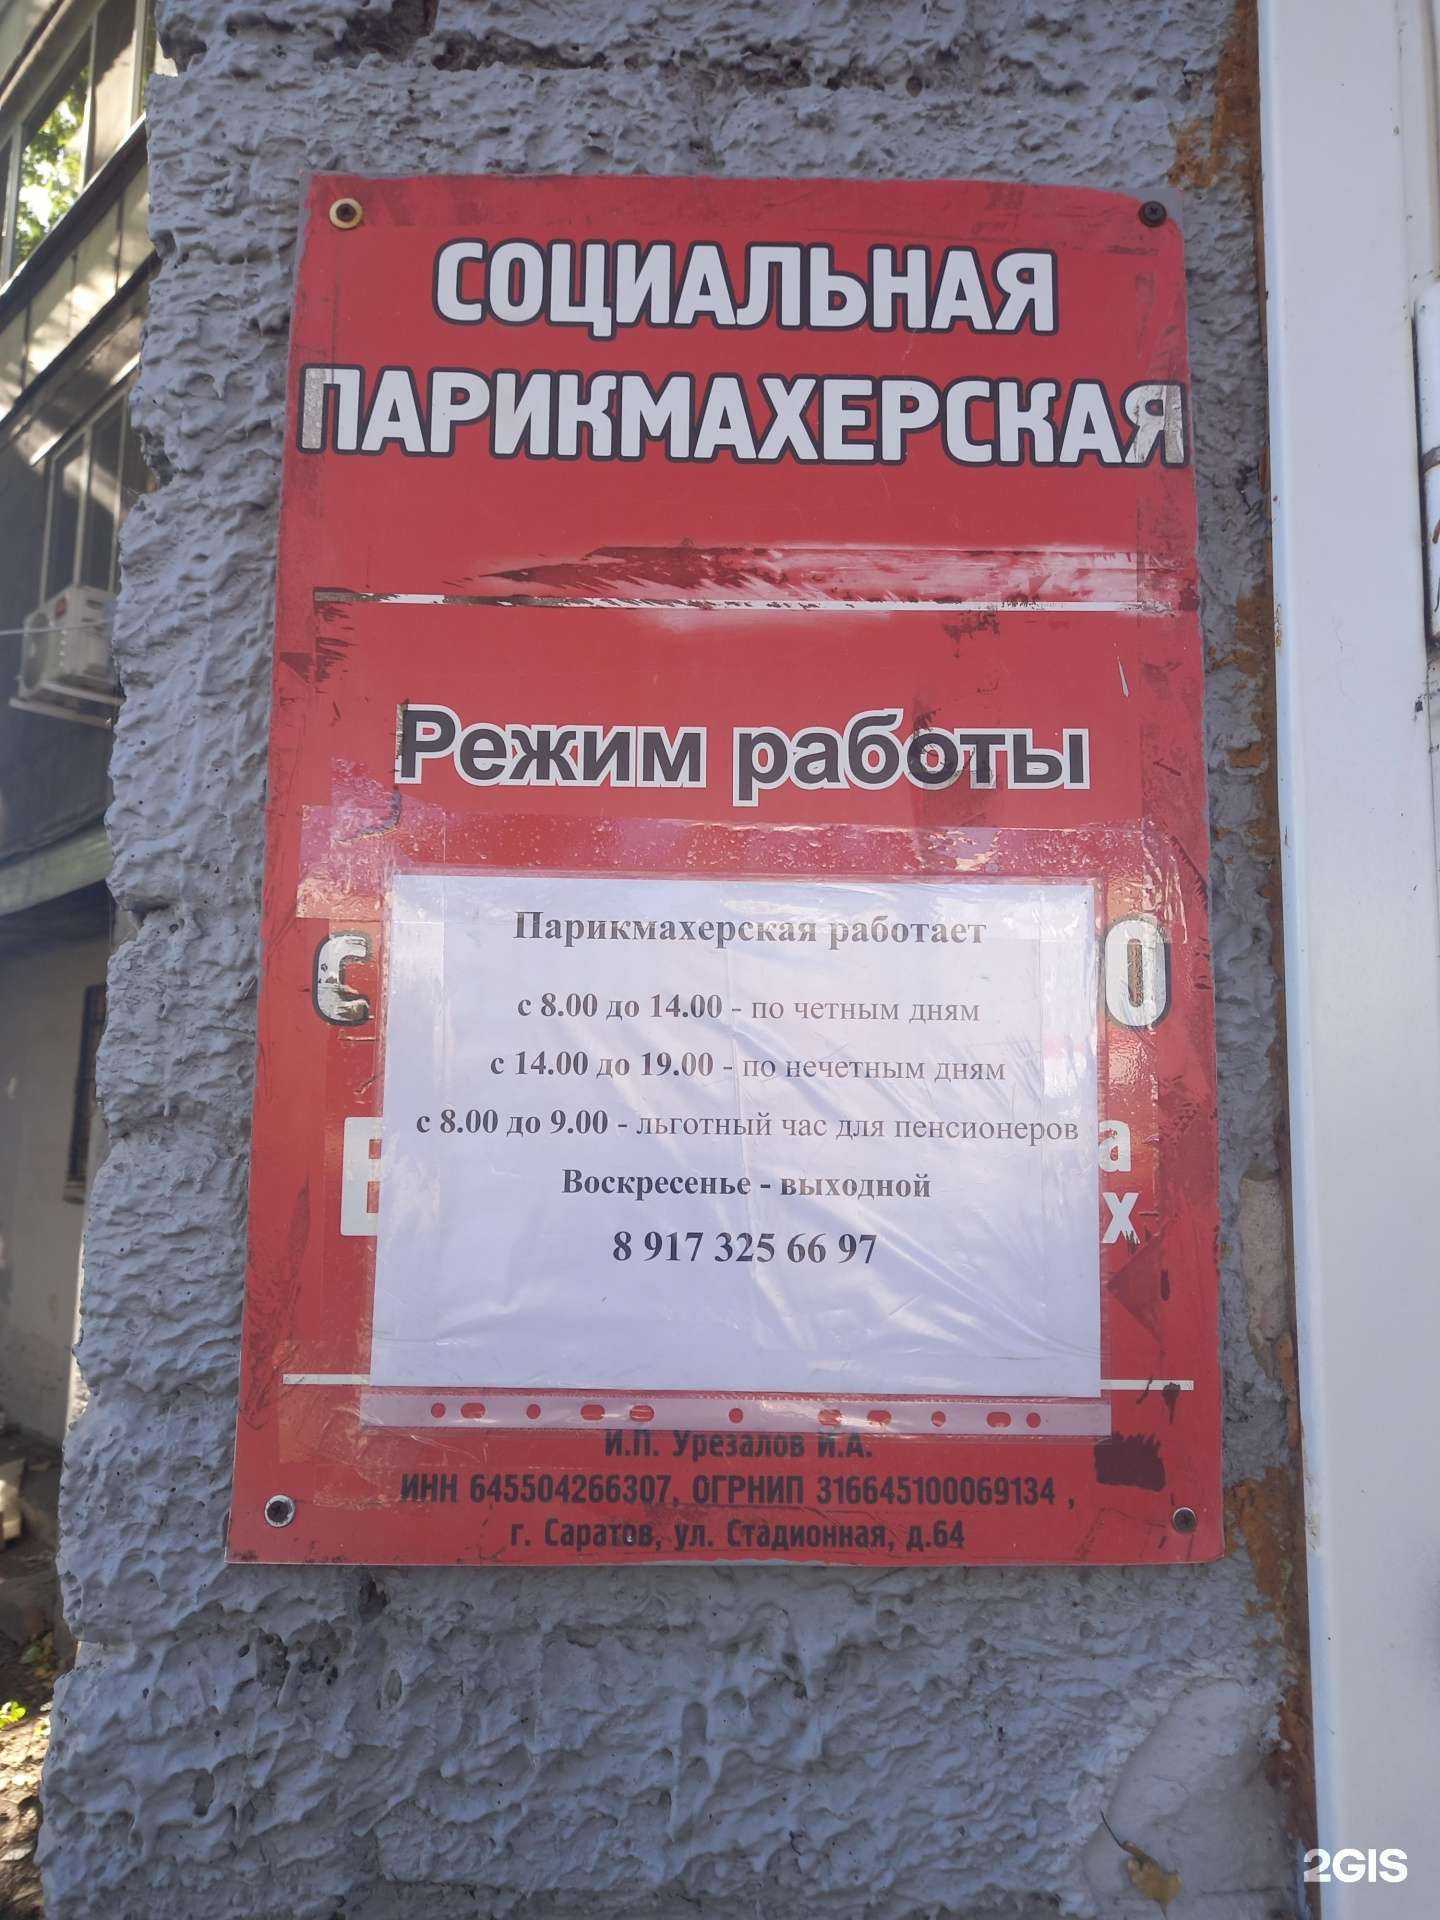 СОЦИАЛЬНАЯ
ПАРИКМАХЕРСКАЯ
Режим работы
Парикмахерская работает
с 8.00 до 14.00 - по четным дням
с 14.00 до 19.00 - по нечетным дням
с 8.00 до 9.00 - льготный час для пенсионеров
Воскресенье - выходной
8 917 325 66 97
И.П. Урезалов И.А.
ИНН 645504266307, ОГРНИП 316645100069134 ,
г. Саратов, ул. Стадионная, д.64
2GIS